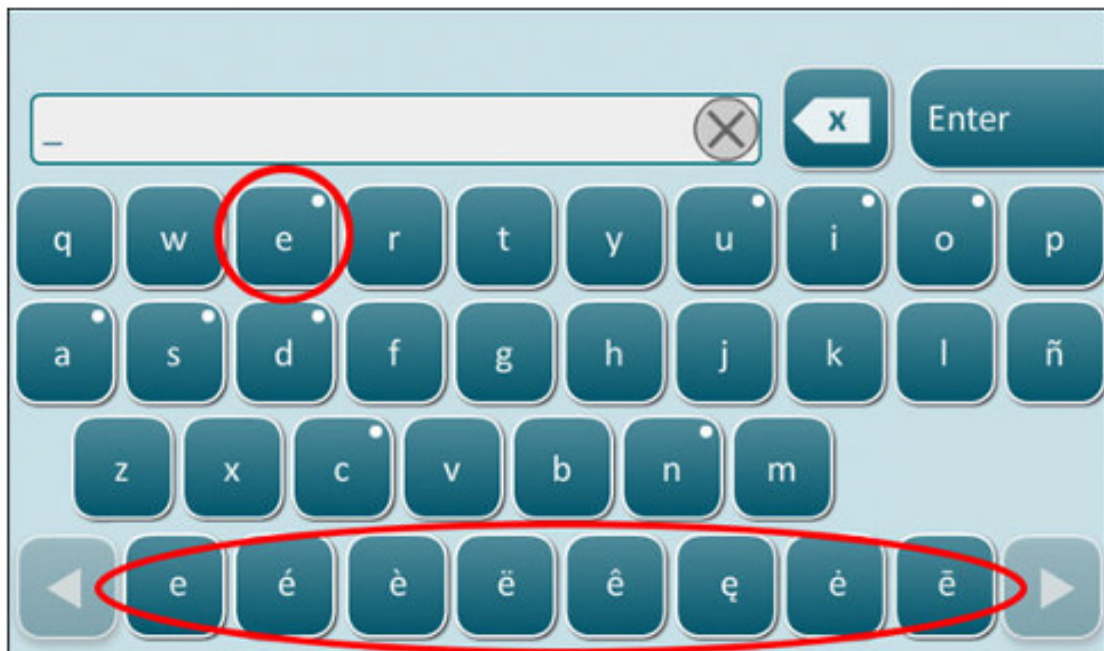 _
x Enter
q w e r t y u i o p
a s d f g h j k l ñ
z x c v b n m
e é è ë ê ę ė ē